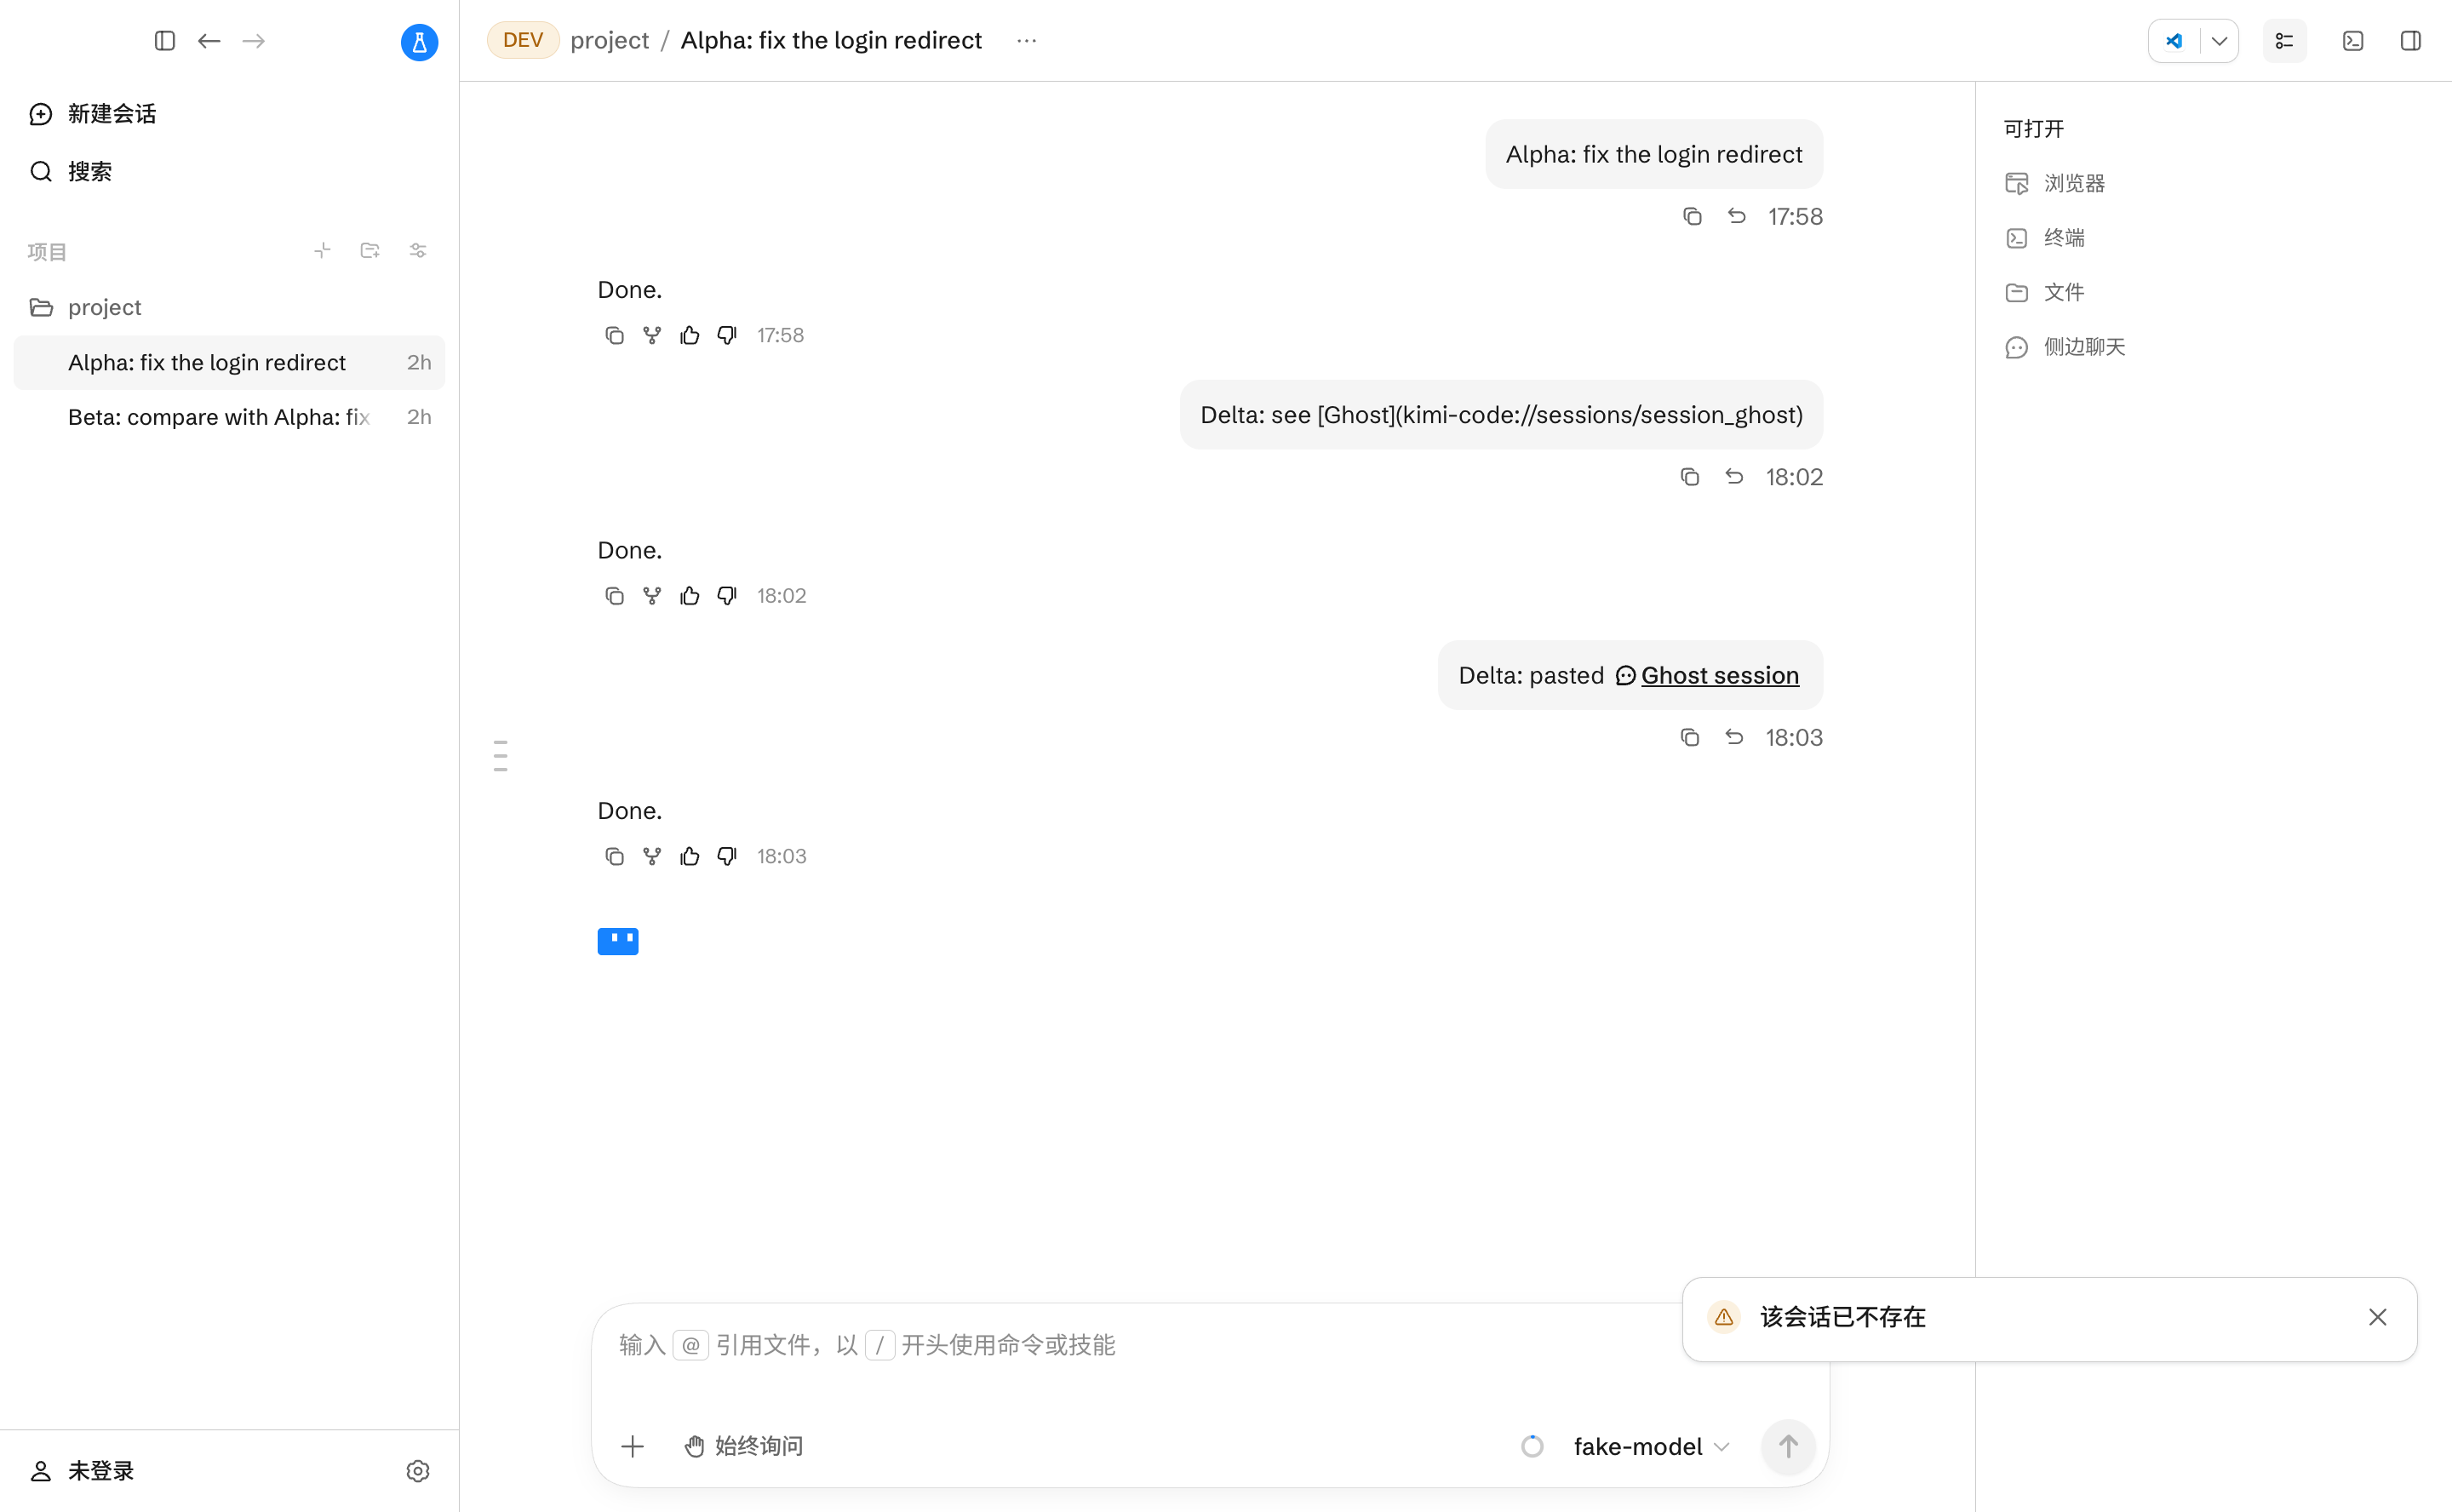 新建会话
搜索
项目
project
Alpha: fix the login redirect 2h
Beta: compare with Alpha: fix 2h
未登录
DEV project / Alpha: fix the login redirect
Alpha: fix the login redirect
17:58
Done.
17:58
Delta: see [Ghost](kimi-code://sessions/session_ghost)
18:02
Done.
18:02
Delta: pasted Ghost session
18:03
Done.
18:03
输入 @ 引用文件，以 / 开头使用命令或技能
始终询问
fake-model
可打开
浏览器
终端
文件
侧边聊天
该会话已不存在